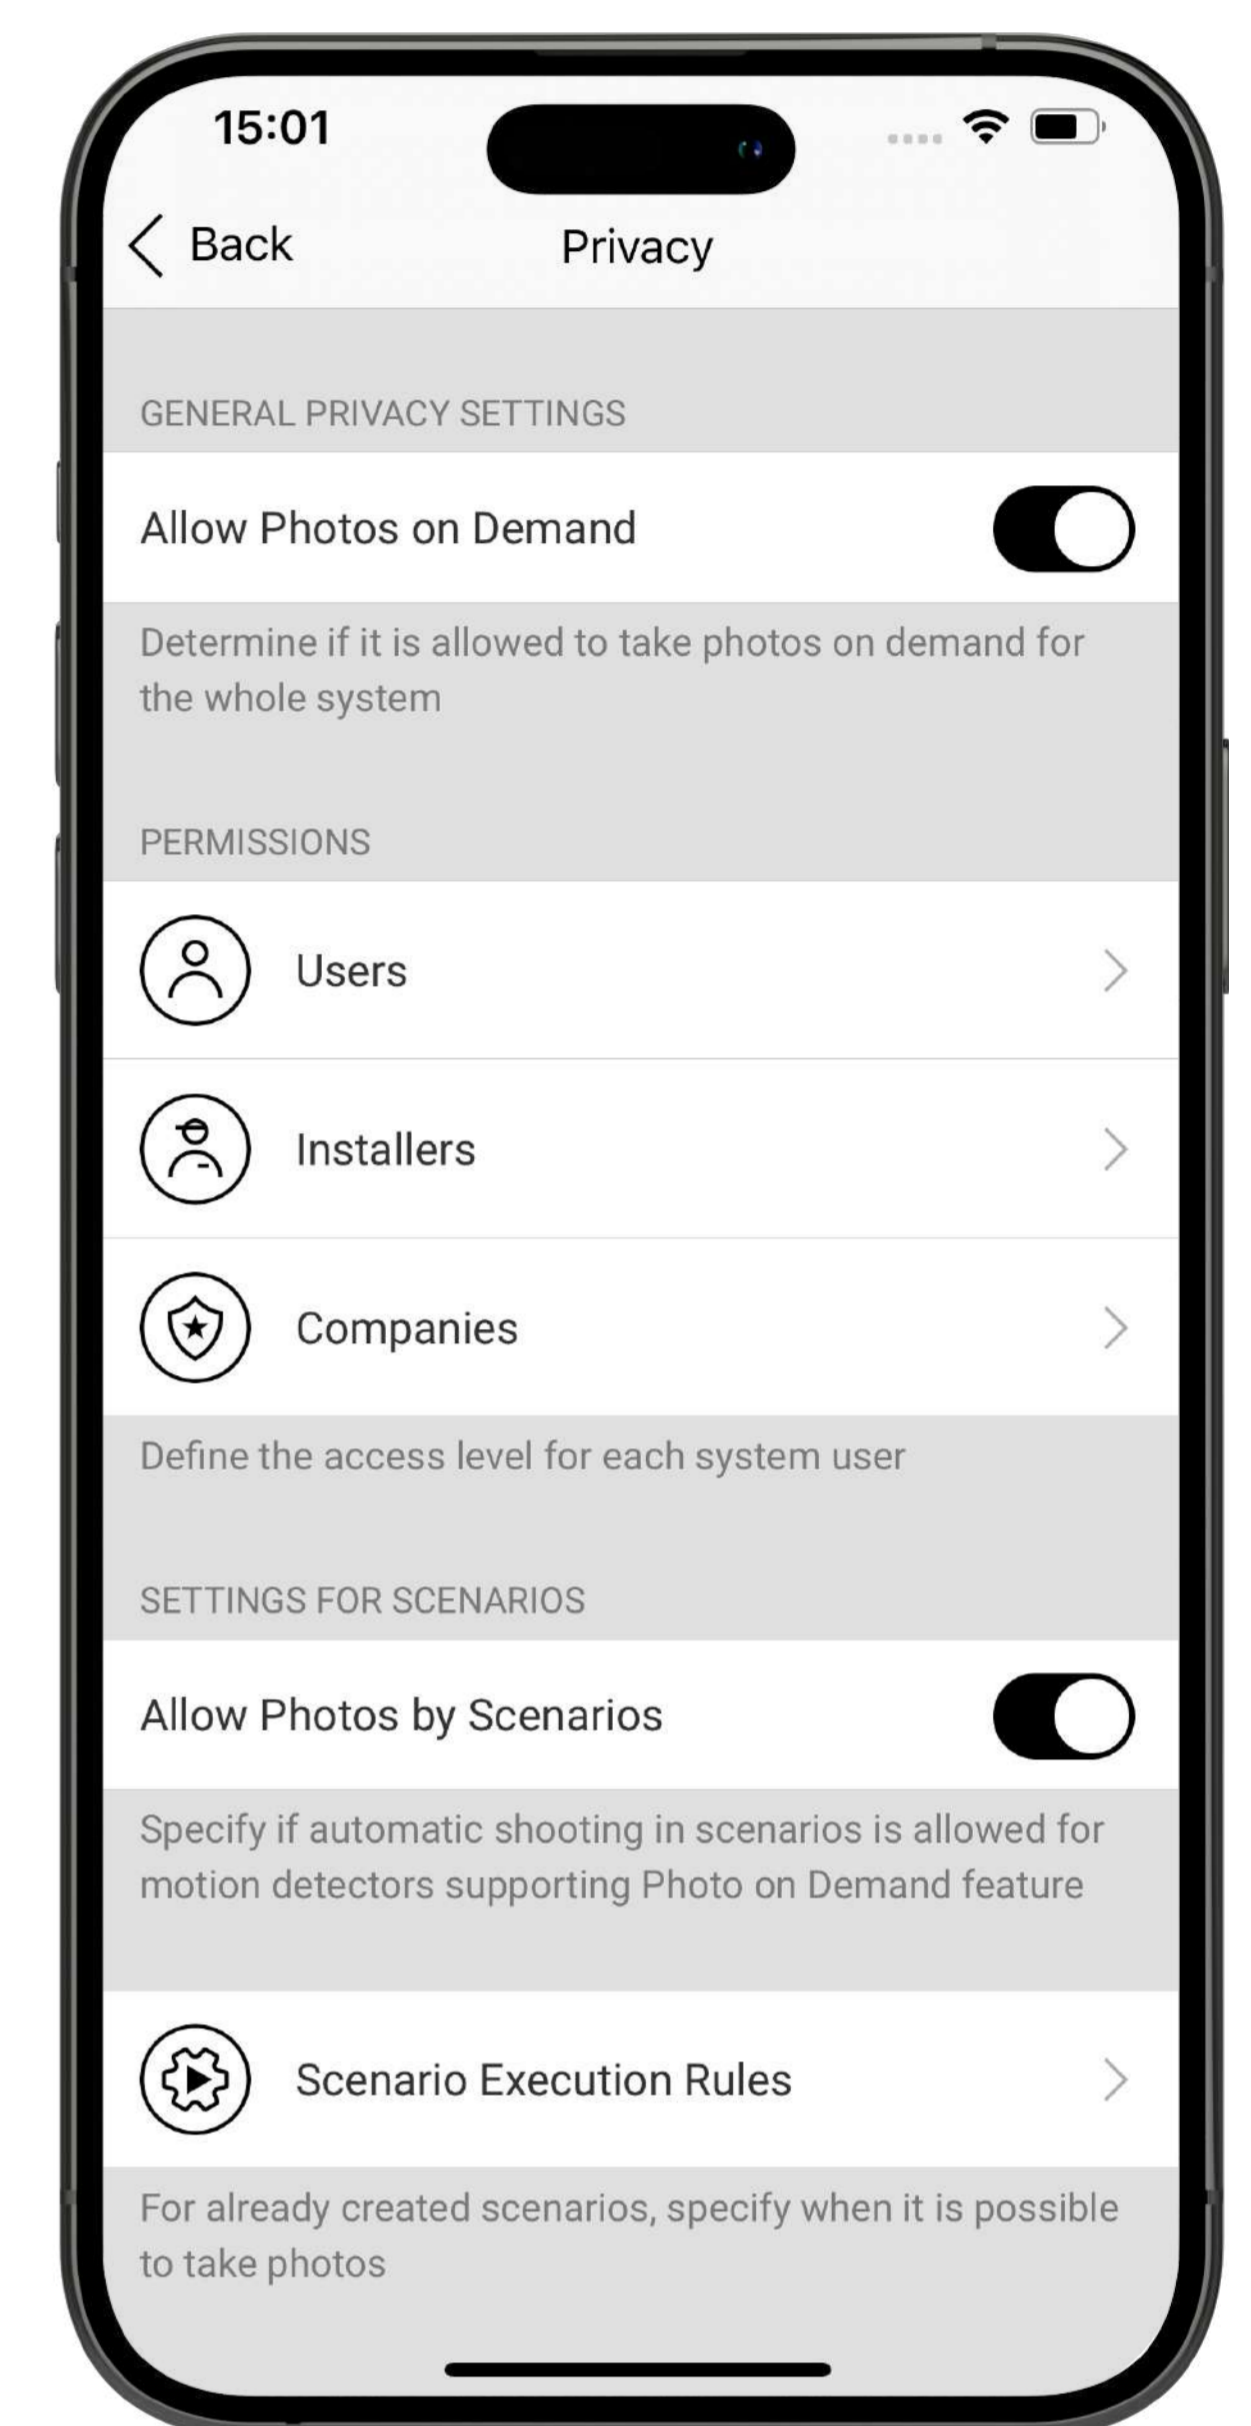 15:01
Back
Privacy
GENERAL PRIVACY SETTINGS
Allow Photos on Demand
Determine if it is allowed to take photos on demand for
the whole system
PERMISSIONS
Users
Installers
Companies
Define the access level for each system user
SETTINGS FOR SCENARIOS
Allow Photos by Scenarios
Specify if automatic shooting in scenarios is allowed for
motion detectors supporting Photo on Demand feature
Scenario Execution Rules
For already created scenarios, specify when it is possible
to take photos